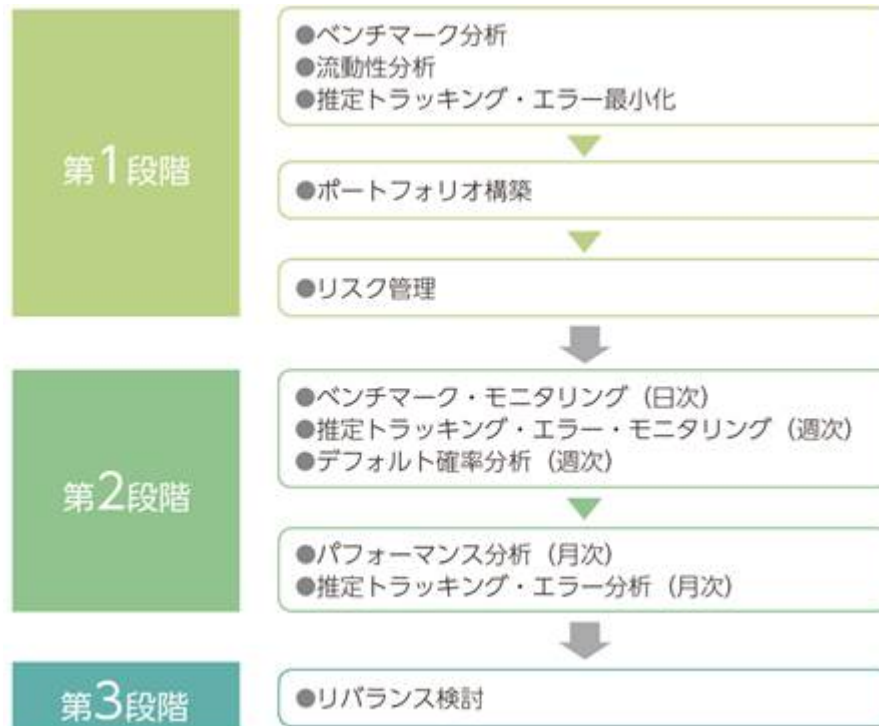 第1段階
●ベンチマーク分析
●流動性分析
●推定トラッキング・エラー最小化
●ポートフォリオ構築
●リスク管理
第2段階
●ベンチマーク・モニタリング（日次）
●推定トラッキング・エラー・モニタリング（週次）
●デフォルト確率分析（週次）
●パフォーマンス分析（月次）
●推定トラッキング・エラー分析（月次）
第3段階
●リバランス検討